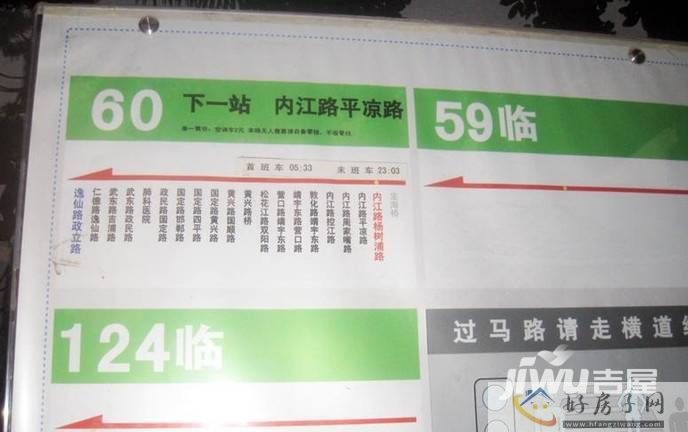 60 下一站 内江路平凉路
59临
首班车 05:33 末班车 23:03
逸仙路政立路
仁德路逸仙路
武东路吉浦路
武东路政民路
肺科医院
政民路国定路
国定路邯郸路
国定路四平路
国定路黄兴路
黄兴路国顺路
黄兴路桥
松花江路双阳路
营口路靖宇东路
靖宇东路营口路
敦化路靖宇东路
内江路控江路
内江路周家嘴路
内江路平凉路
内江路杨树浦路
定海桥
124临
过马路请走横道线
JIWU吉屋
好房子网
www.hfangziwang.com